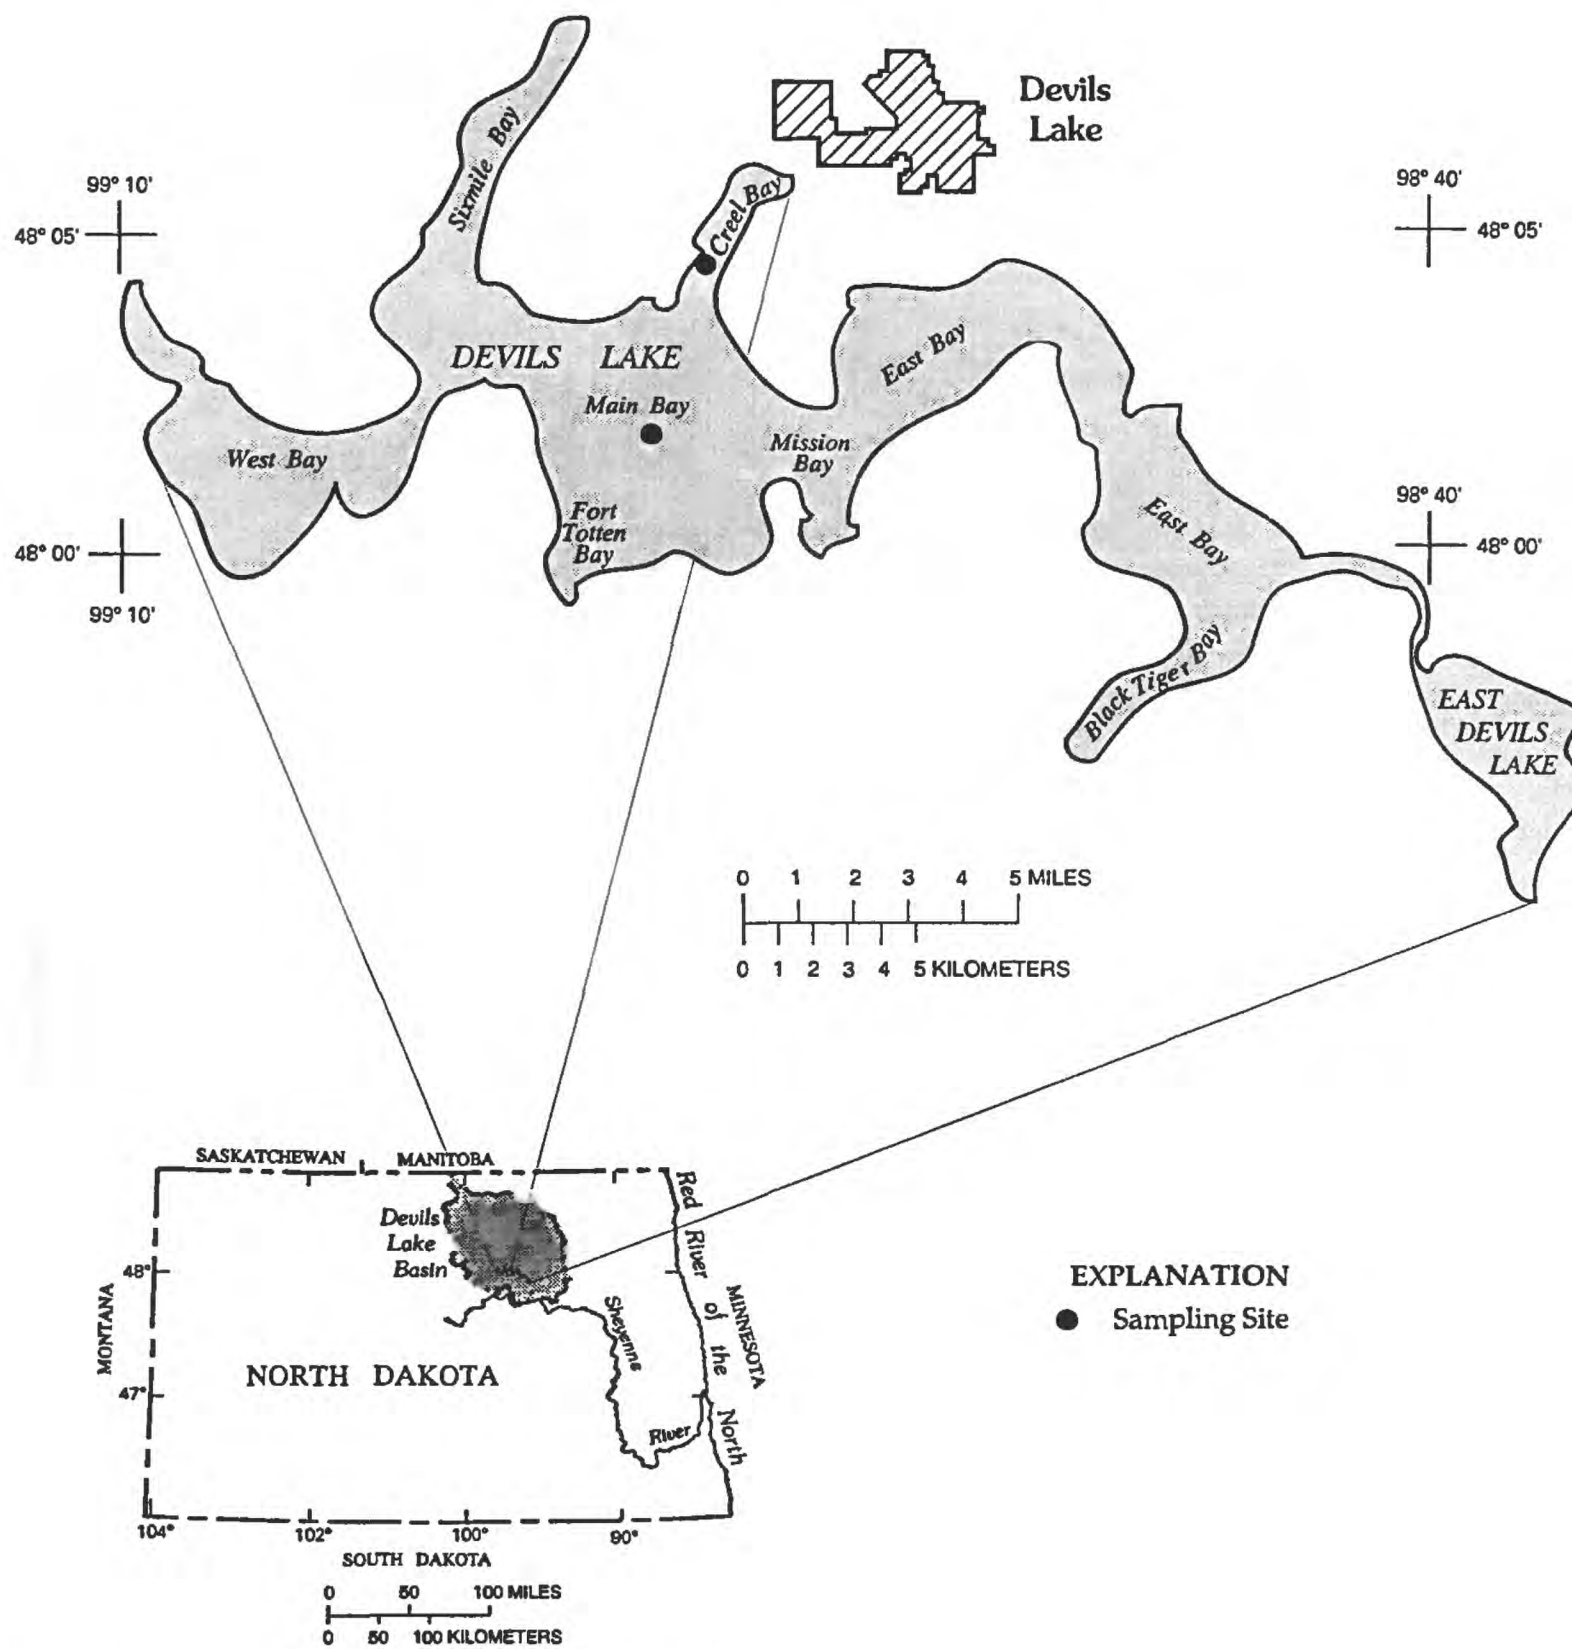 Devils
Lake
99° 10'
98° 40'
48° 05'
48° 05'
Sixmile Bay
Creel Bay
DEVILS LAKE
East Bay
Main Bay
Mission
Bay
West Bay
98° 40'
Fort
Totten
Bay
East Bay
48° 00'
48° 00'
99° 10'
Black Tiger Bay
EAST
DEVILS
LAKE
0 1 2 3 4 5 MILES
0 1 2 3 4 5 KILOMETERS
SASKATCHEWAN
MANITOBA
Red River of the North
Devils
Lake
Basin
48°
EXPLANATION
Sampling Site
MONTANA
MINNESOTA
Sheyenne
River
NORTH DAKOTA
47°
104°
102°
100°
90°
SOUTH DAKOTA
0 50 100 MILES
0 50 100 KILOMETERS